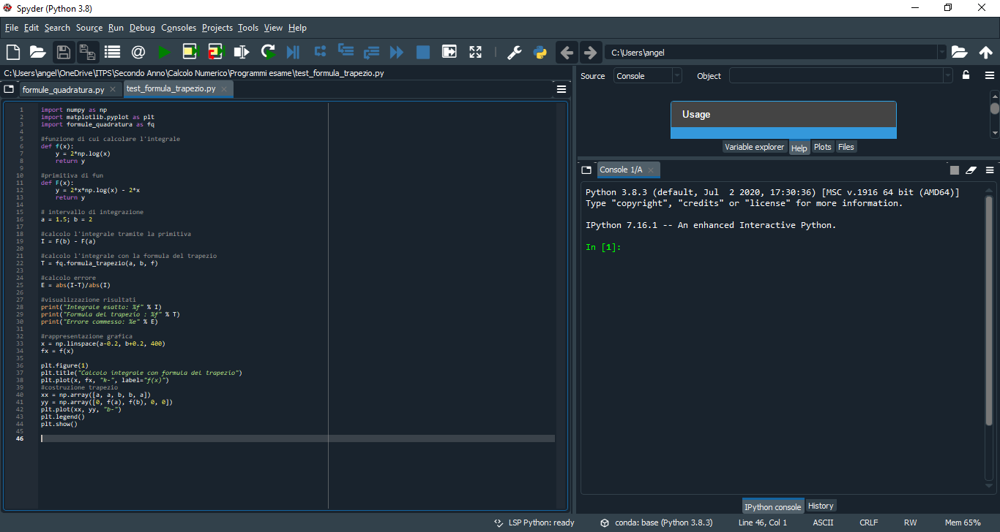 Spyder (Python 3.8)
File Edit Search Source Run Debug Consoles Projects Tools View Help
C:\Users\angel
C:\Users\angel\OneDrive\ITPS\Secondo Anno\Calcolo Numerico\Programmi esame\test_formula_trapezio.py
formule_quadratura.py test_formula_trapezio.py
1 import numpy as np
2 import matplotlib.pyplot as plt
3 import formule_quadratura as fq
4
5 #funzione di cui calcolare l'integrale
6 def f(x):
7 y = 2*np.log(x)
8 return y
9
10 #primitiva di fun
11 def F(x):
12 y = 2*x*np.log(x) - 2*x
13 return y
14
15 # intervallo di integrazione
16 a = 1.5; b = 2
17
18 #calcolo l'integrale tramite la primitiva
19 I = F(b) - F(a)
20
21 #calcolo l'integrale con la formula del trapezio
22 T = fq.formula_trapezio(a, b, f)
23
24 #calcolo errore
25 E = abs(I-T)/abs(I)
26
27 #visualizzazione risultati
28 print("Integrale esatto: %f" % I)
29 print("Formula del trapezio : %f" % T)
30 print("Errore commesso: %e" % E)
31
32 #rappresentazione grafica
33 x = np.linspace(a-0.2, b+0.2, 400)
34 fx = f(x)
35
36 plt.figure(1)
37 plt.title("Calcolo integrale con formula del trapezio")
38 plt.plot(x, fx, "k-", label="f(x)")
39 #costruzione trapezio
40 xx = np.array([a, a, b, b, a])
41 yy = np.array([0, f(a), f(b), 0, 0])
42 plt.plot(xx, yy, "b-")
43 plt.legend()
44 plt.show()
45
46
Source Console Object
Usage
Variable explorer Help Plots Files
Console 1/A
Python 3.8.3 (default, Jul 2 2020, 17:30:36) [MSC v.1916 64 bit (AMD64)]
Type "copyright", "credits" or "license" for more information.
IPython 7.16.1 -- An enhanced Interactive Python.
In [1]:
IPython console History
LSP Python: ready conda: base (Python 3.8.3) Line 46, Col 1 ASCII CRLF RW Mem 65%